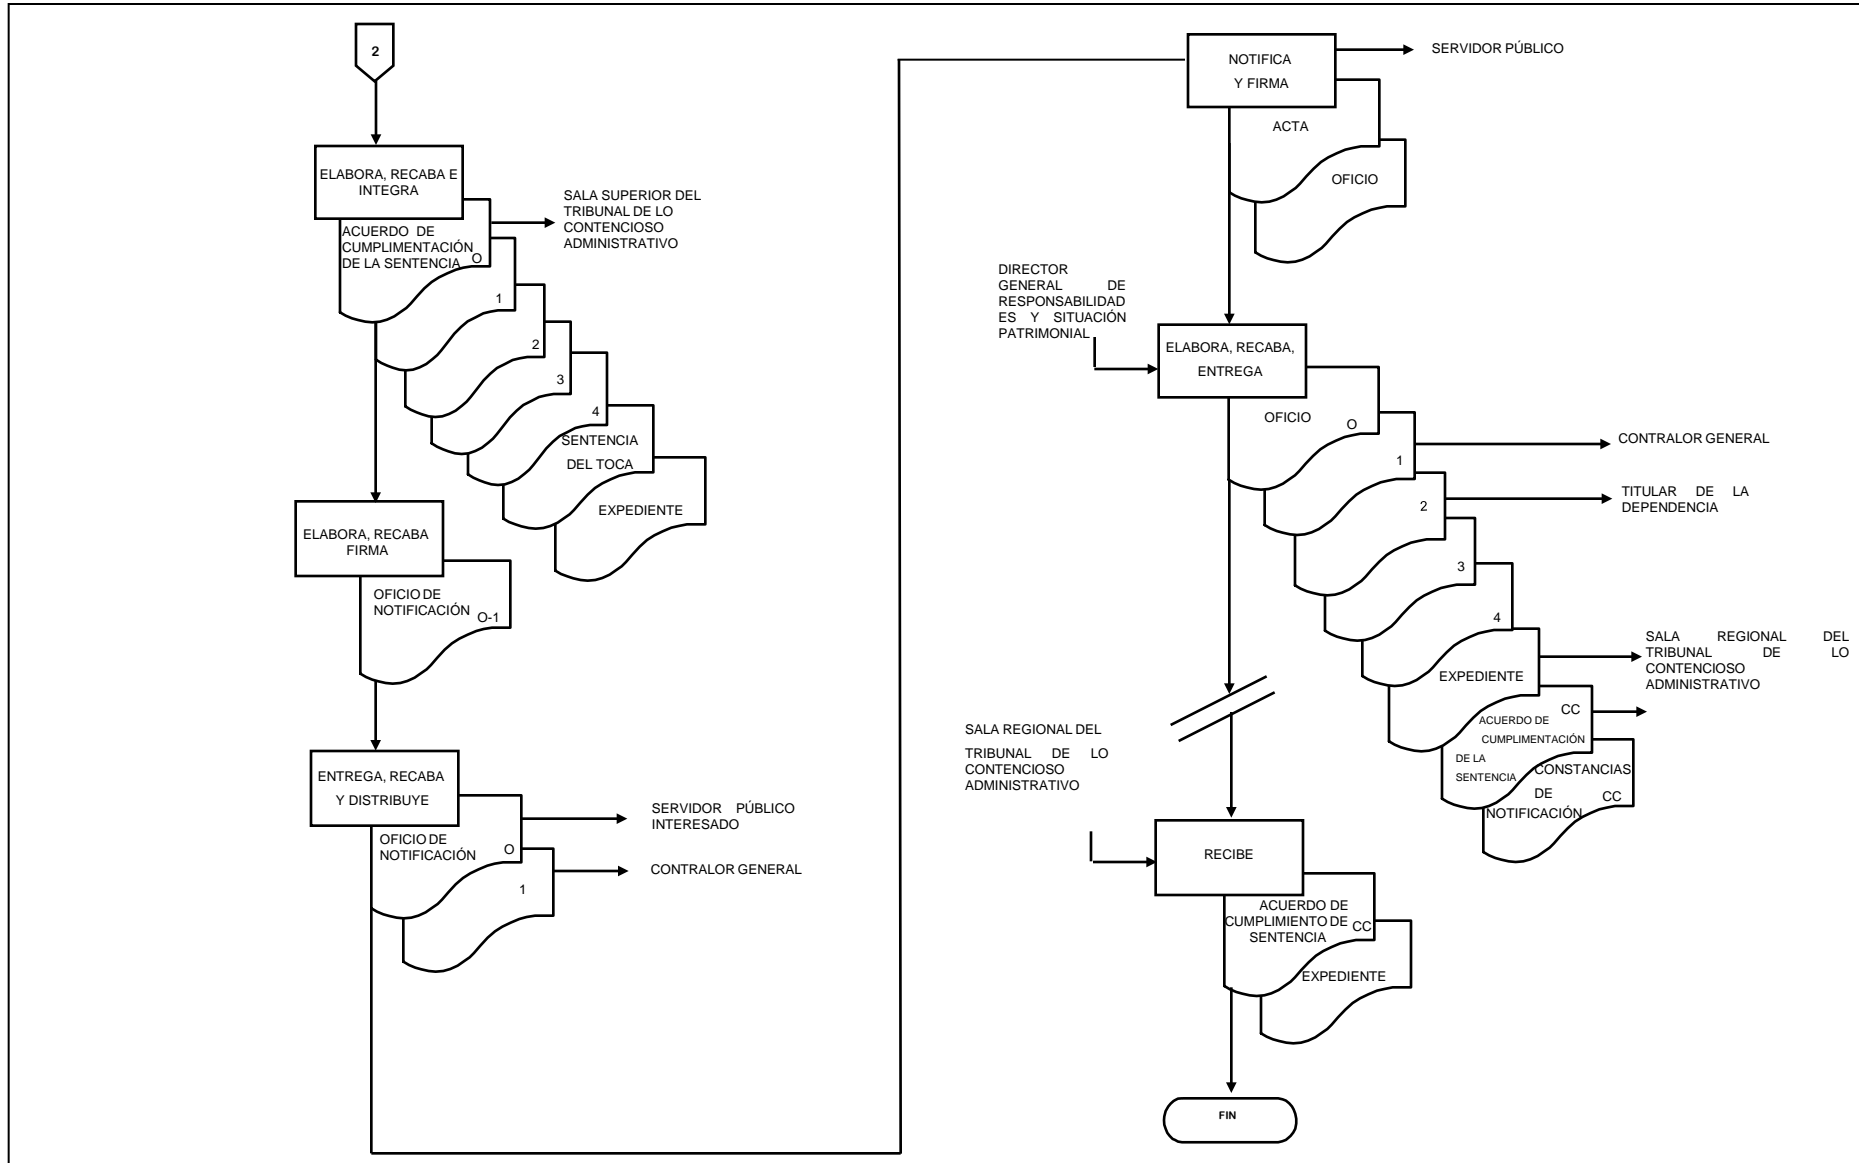 2
ELABORA, RECABA E
INTEGRA
SALA SUPERIOR DEL
TRIBUNAL DE LO
CONTENCIOSO
ADMINISTRATIVO
ACUERDO DE
CUMPLIMENTACIÓN
DE LA SENTENCIA
O
1
2
3
4
SENTENCIA
DEL TOCA
EXPEDIENTE
ELABORA, RECABA
FIRMA
OFICIO DE
NOTIFICACIÓN
O-1
ENTREGA, RECABA
Y DISTRIBUYE
SERVIDOR PÚBLICO
INTERESADO
OFICIO DE
NOTIFICACIÓN
O
1
CONTRALOR GENERAL
NOTIFICA
Y FIRMA
SERVIDOR PÚBLICO
ACTA
OFICIO
DIRECTOR
GENERAL DE
RESPONSABILIDAD
ES Y SITUACIÓN
PATRIMONIAL
ELABORA, RECABA,
ENTREGA
OFICIO
O
1
CONTRALOR GENERAL
2
TITULAR DE LA
DEPENDENCIA
3
4
EXPEDIENTE
SALA REGIONAL DEL
TRIBUNAL DE LO
CONTENCIOSO
ADMINISTRATIVO
CC
ACUERDO DE
CUMPLIMENTACIÓN
DE LA
SENTENCIA
CONSTANCIAS
DE
NOTIFICACIÓN
CC
SALA REGIONAL DEL
TRIBUNAL DE LO
CONTENCIOSO
ADMINISTRATIVO
RECIBE
ACUERDO DE
CUMPLIMIENTO DE
SENTENCIA
CC
EXPEDIENTE
FIN